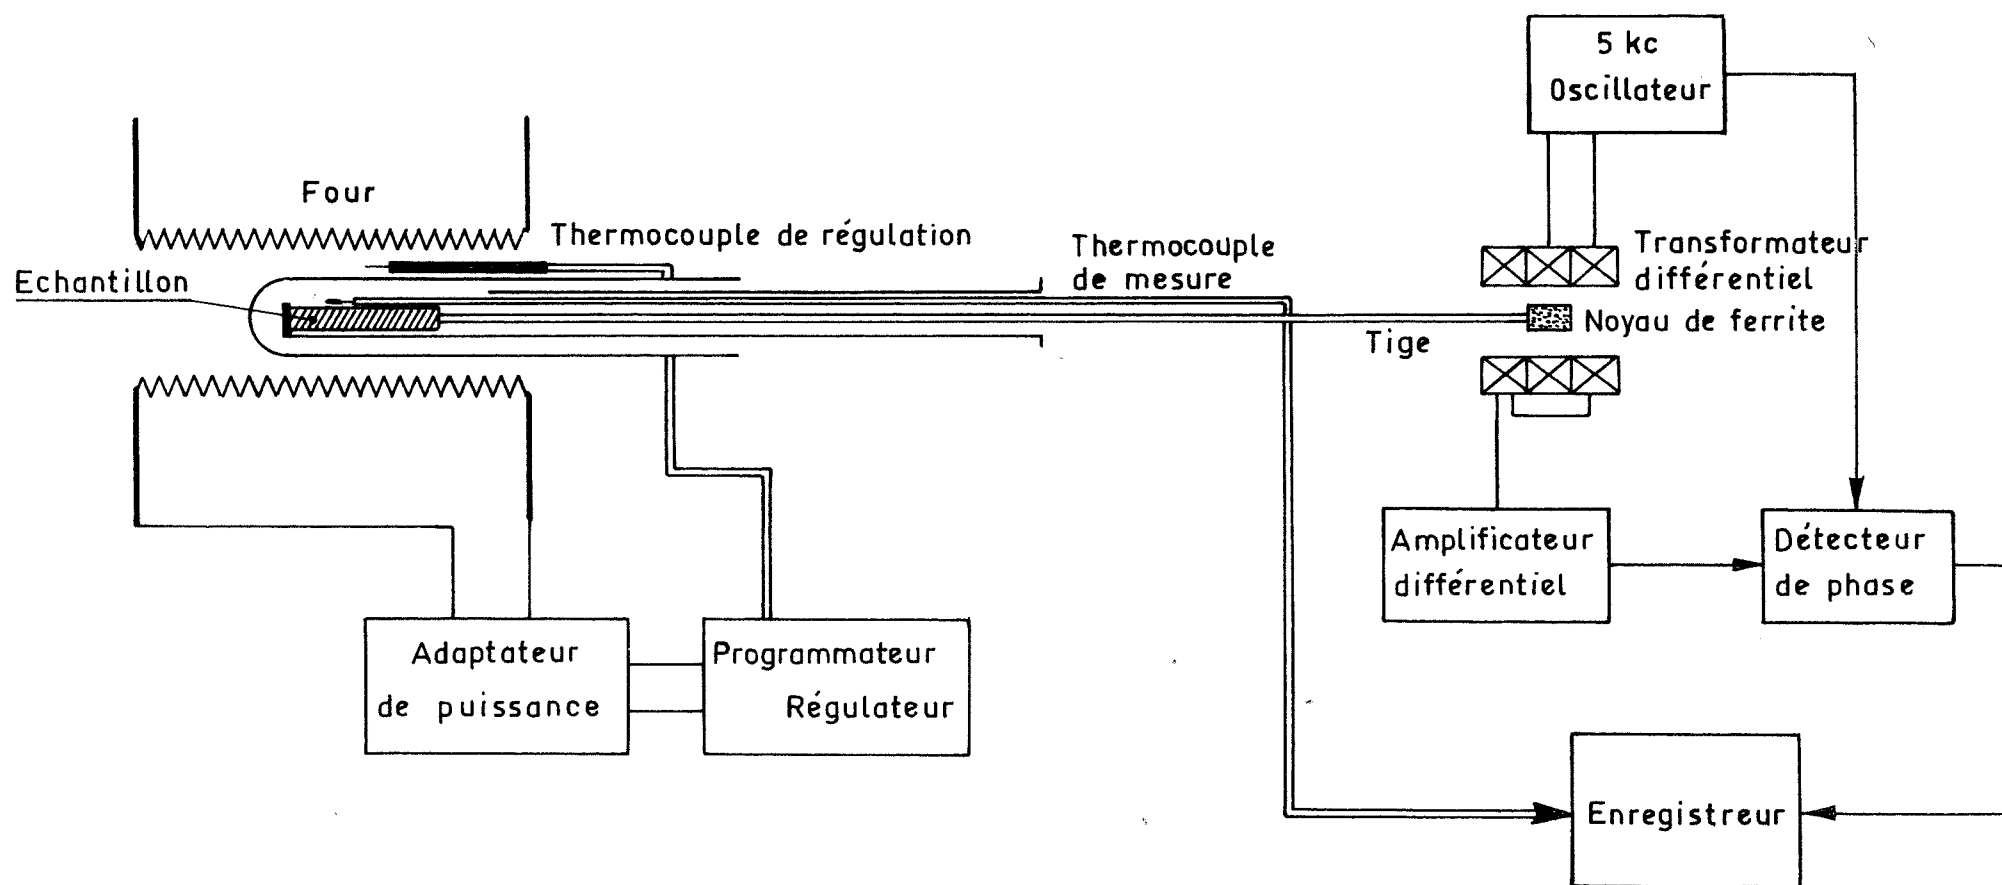 5 kc
Oscillateur
Four
Thermocouple de régulation
Thermocouple
de mesure
Transformateur
différentiel
Echantillon
Noyau de ferrite
Tige
Amplificateur
différentiel
Détecteur
de phase
Adaptateur
de puissance
Programmateur
Régulateur
Enregistreur